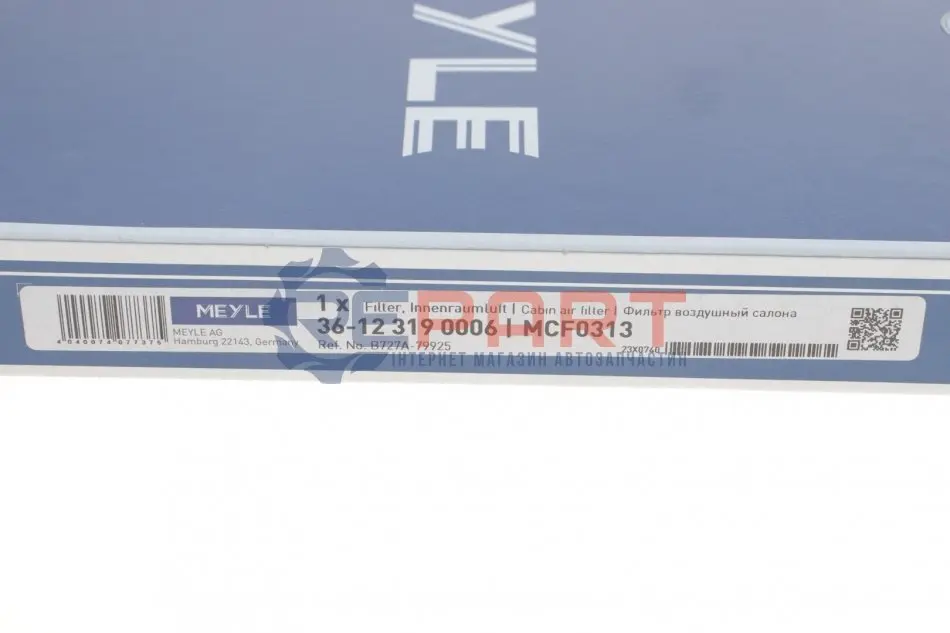 YLE
MEYLE
MEYLE AG
Hamburg 22143, Germany
1 x Filter, Innenraumluft | Cabin air filter | Фильтр воздушный салона
36-12 319 0006 | MCF0313
Ref. No. B727A-79925
PART
ІНТЕРНЕТ МАГАЗИН АВТОЗАПЧАСТИН